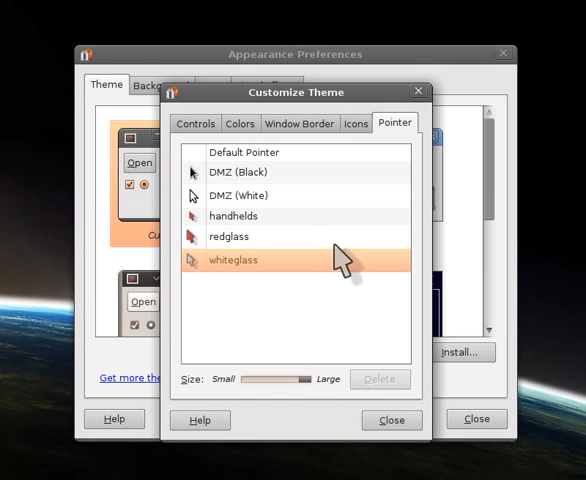 Appearance Preferences
Theme
Customize Theme
Controls
Colors
Window Border
Icons
Pointer
Default Pointer
DMZ (Black)
DMZ (White)
handhelds
redglass
whiteglass
Open
Open
Install...
Get more
Size:
Small
Large
Delete
Help
Close
Help
Close